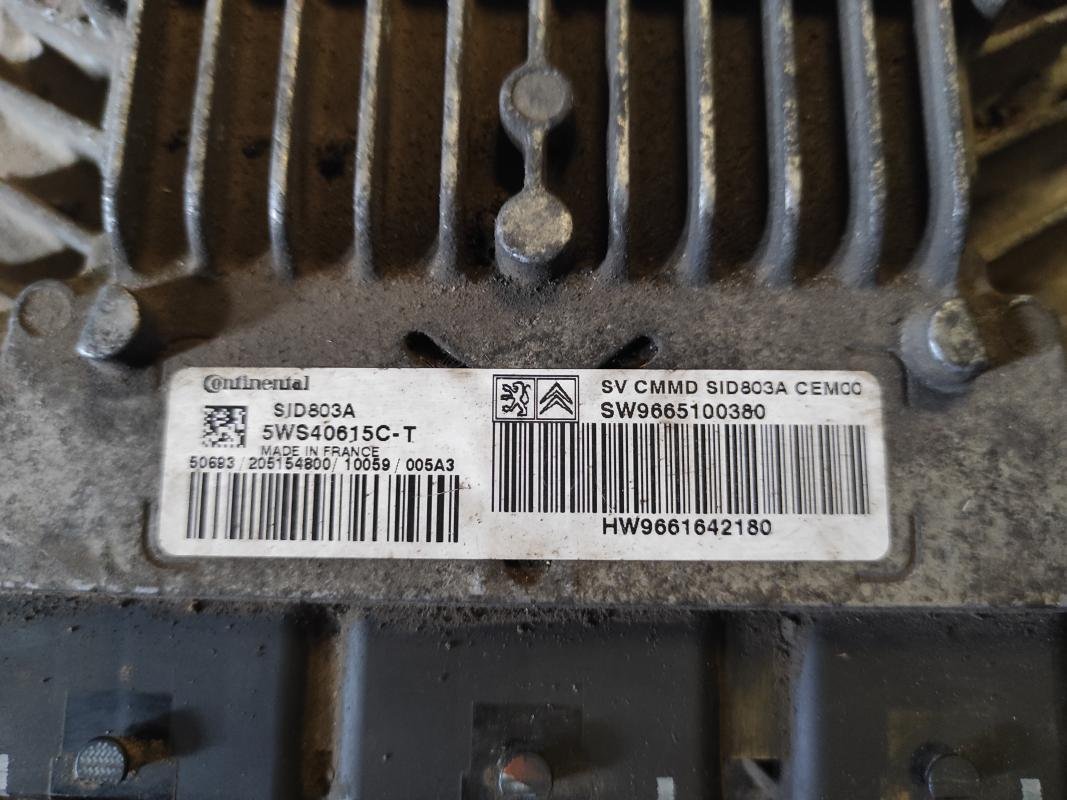 Continental
SID803A
5WS40615C-T
MADE IN FRANCE
50693 / 205154800 / 10059 / 005A3
SV CMMD SID803A CEM00
SW9665100380
HW9661642180